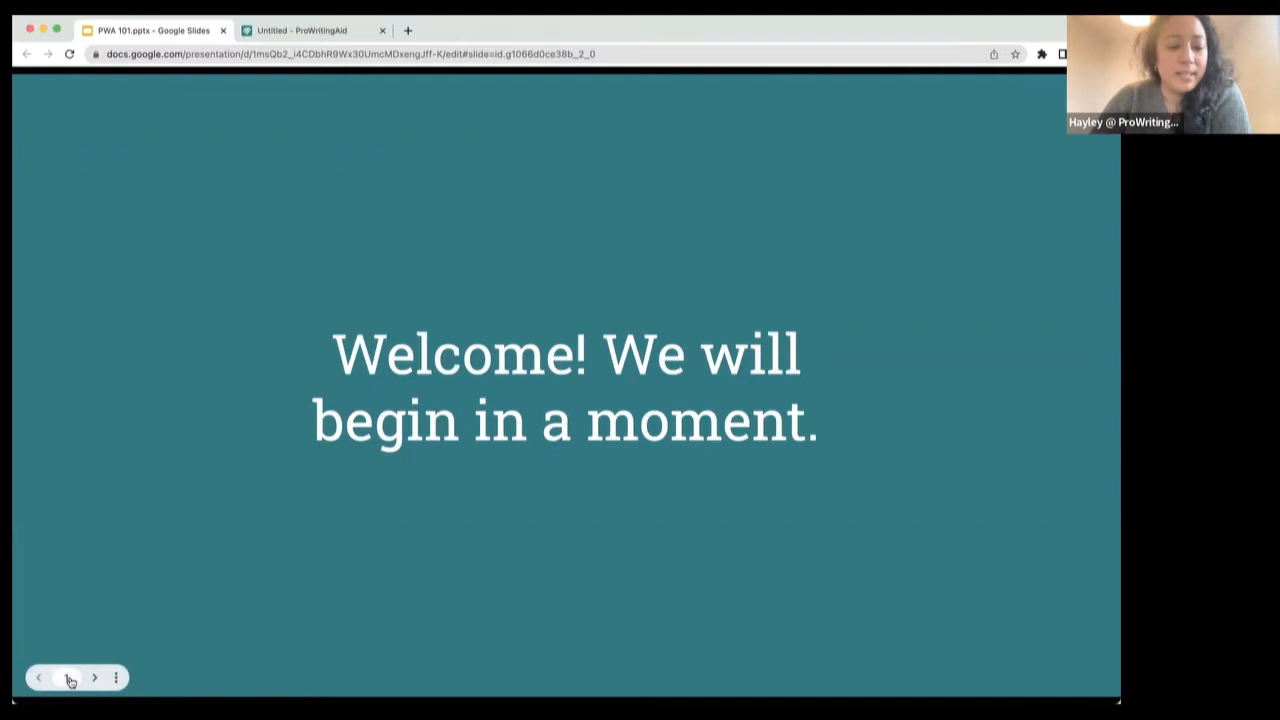 PWA 101.pptx - Google Slides
Untitled - ProWritingAid
docs.google.com/presentation/d/1msQb2_i4CDbhR9Wx30UmcMDxengJff-K/edit#slide=id.g1066d0ce38b_2_0
Hayley @ ProWriting...
Welcome! We will
begin in a moment.